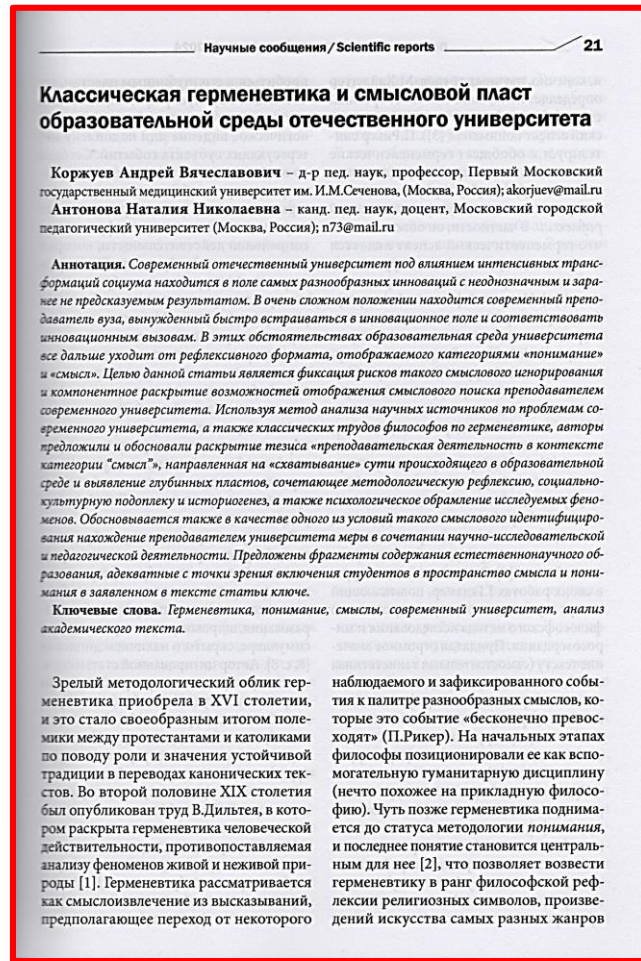 Научные сообщения / Scientific reports 21
Классическая герменевтика и смысловой пласт
образовательной среды отечественного университета
Коржуев Андрей Вячеславович – д-р пед. наук, профессор, Первый Московский
государственный медицинский университет им. И.М.Сеченова, (Москва, Россия); akorjuev@mail.ru
Антонова Наталия Николаевна – канд. пед. наук, доцент, Московский городской
педагогический университет (Москва, Россия); n73@mail.ru
Аннотация. Современный отечественный университет под влиянием интенсивных транс-
формаций социума находится в поле самых разнообразных инноваций с неоднозначным и зара-
нее не предсказуемым результатом. В очень сложном положении находится современный препо-
даватель вуза, вынужденный быстро встраиваться в инновационное поле и соответствовать
инновационным вызовам. В этих обстоятельствах образовательная среда университета
все дальше уходит от рефлексивного формата, отображаемого категориями «понимание»
и «смысл». Целью данной статьи является фиксация рисков такого смыслового игнорирования
и компонентное раскрытие возможностей отображения смыслового поиска преподавателем
современного университета. Используя метод анализа научных источников по проблемам со-
временного университета, а также классических трудов философов по герменевтике, авторы
предложили и обосновали раскрытие тезиса «преподавательская деятельность в контексте
категории “смысл”», направленная на «схватывание» сути происходящего в образовательной
среде и выявление глубинных пластов, сочетающее методологическую рефлексию, социально-
культурную подоплеку и историогенез, а также психологическое обрамление исследуемых фено-
менов. Обосновывается также в качестве одного из условий такого смыслового идентифициро-
вания нахождение преподавателем университета меры в сочетании научно-исследовательской
и педагогической деятельности. Предложены фрагменты содержания естественнонаучного об-
разования, адекватные с точки зрения включения студентов в пространство смысла и пони-
мания в заявленном в тексте статьи ключе.
Ключевые слова. Герменевтика, понимание, смыслы, современный университет, анализ
академического текста.
Зрелый методологический облик гер-
меневтика приобрела в XVI столетии,
и это стало своеобразным итогом поле-
мики между протестантами и католиками
по поводу роли и значения устойчивой
традиции в переводах канонических тек-
стов. Во второй половине XIX столетия
был опубликован труд В.Дильтея, в кото-
ром раскрыта герменевтика человеческой
действительности, противопоставляемая
анализу феноменов живой и неживой при-
роды [1]. Герменевтика рассматривается
как смыслоизвлечение из высказываний,
предполагающее переход от некоторого
наблюдаемого и зафиксированного собы-
тия к палитре разнообразных смыслов, ко-
торые это событие «бесконечно превос-
ходят» (П.Рикер). На начальных этапах
философы позиционировали ее как вспо-
могательную гуманитарную дисциплину
(нечто похожее на прикладную филосо-
фию). Чуть позже герменевтика поднима-
ется до статуса методологии понимания,
и последнее понятие становится централь-
ным для нее [2], что позволяет возвести
герменевтику в ранг философской реф-
лексии религиозных символов, произве-
дений искусства самых разных жанров